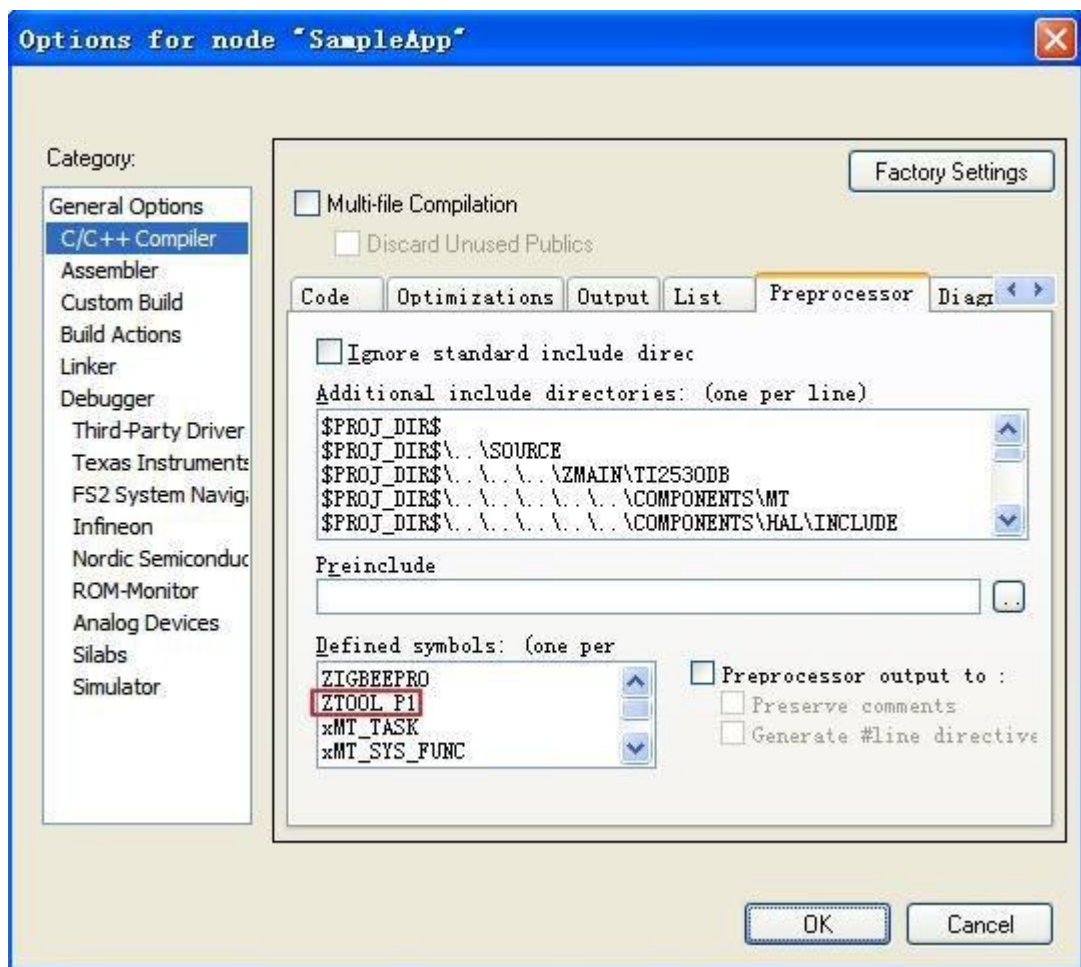 Options for node "SampleApp"
Category:
General Options
C/C++ Compiler
Assembler
Custom Build
Build Actions
Linker
Debugger
Third-Party Driver
Texas Instruments
FS2 System Naviga
Infineon
Nordic Semiconduc
ROM-Monitor
Analog Devices
Silabs
Simulator
Factory Settings
Multi-file Compilation
Discard Unused Publics
Code Optimizations Output List Preprocessor Diagn
Ignore standard include direc
Additional include directories: (one per line)
$PROJ_DIR$
$PROJ_DIR$\..\SOURCE
$PROJ_DIR$\..\..\..\ZMAIN\TI2530DB
$PROJ_DIR$\..\..\..\..\..\COMPONENTS\MT
$PROJ_DIR$\..\..\..\..\..\COMPONENTS\HAL\INCLUDE
Preinclude
..
Defined symbols: (one per
ZIGBEEPRO
ZTOOL_P1
xMT_TASK
xMT_SYS_FUNC
Preprocessor output to :
Preserve comments
Generate #line directive
OK Cancel